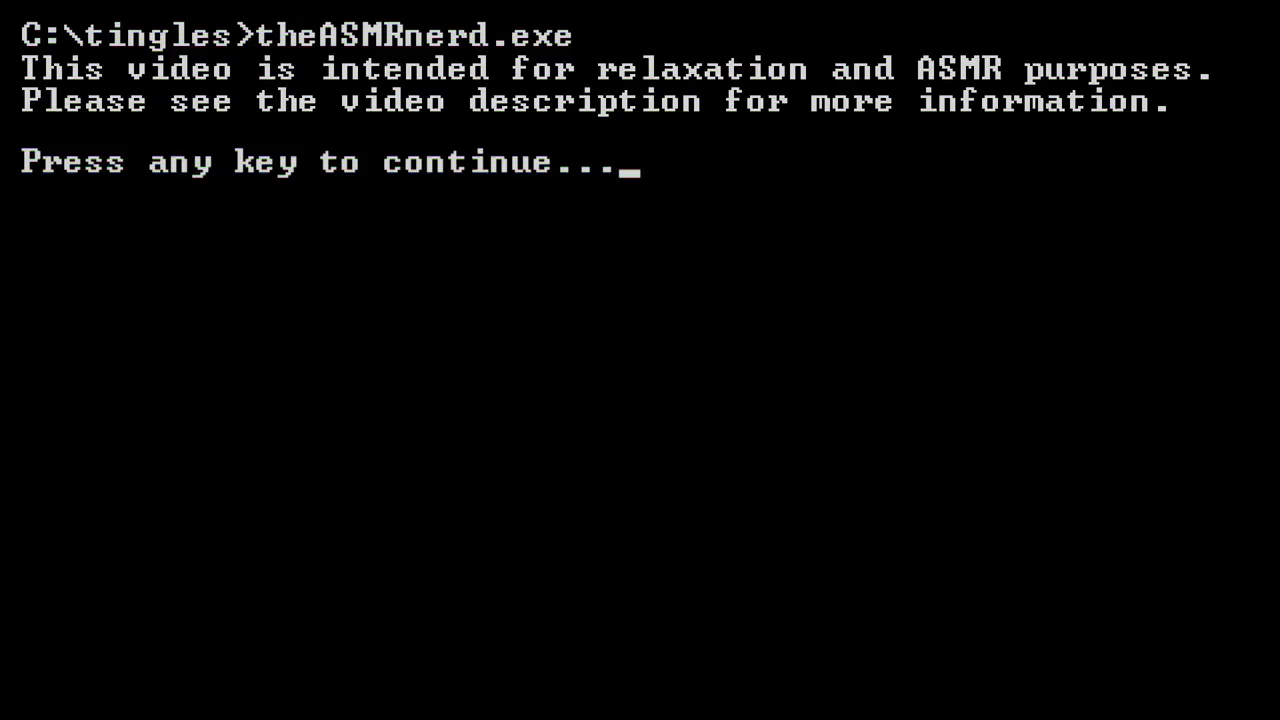 C:\tingles>theASMRnerd.exe
This video is intended for relaxation and ASMR purposes.
Please see the video description for more information.
Press any key to continue..._